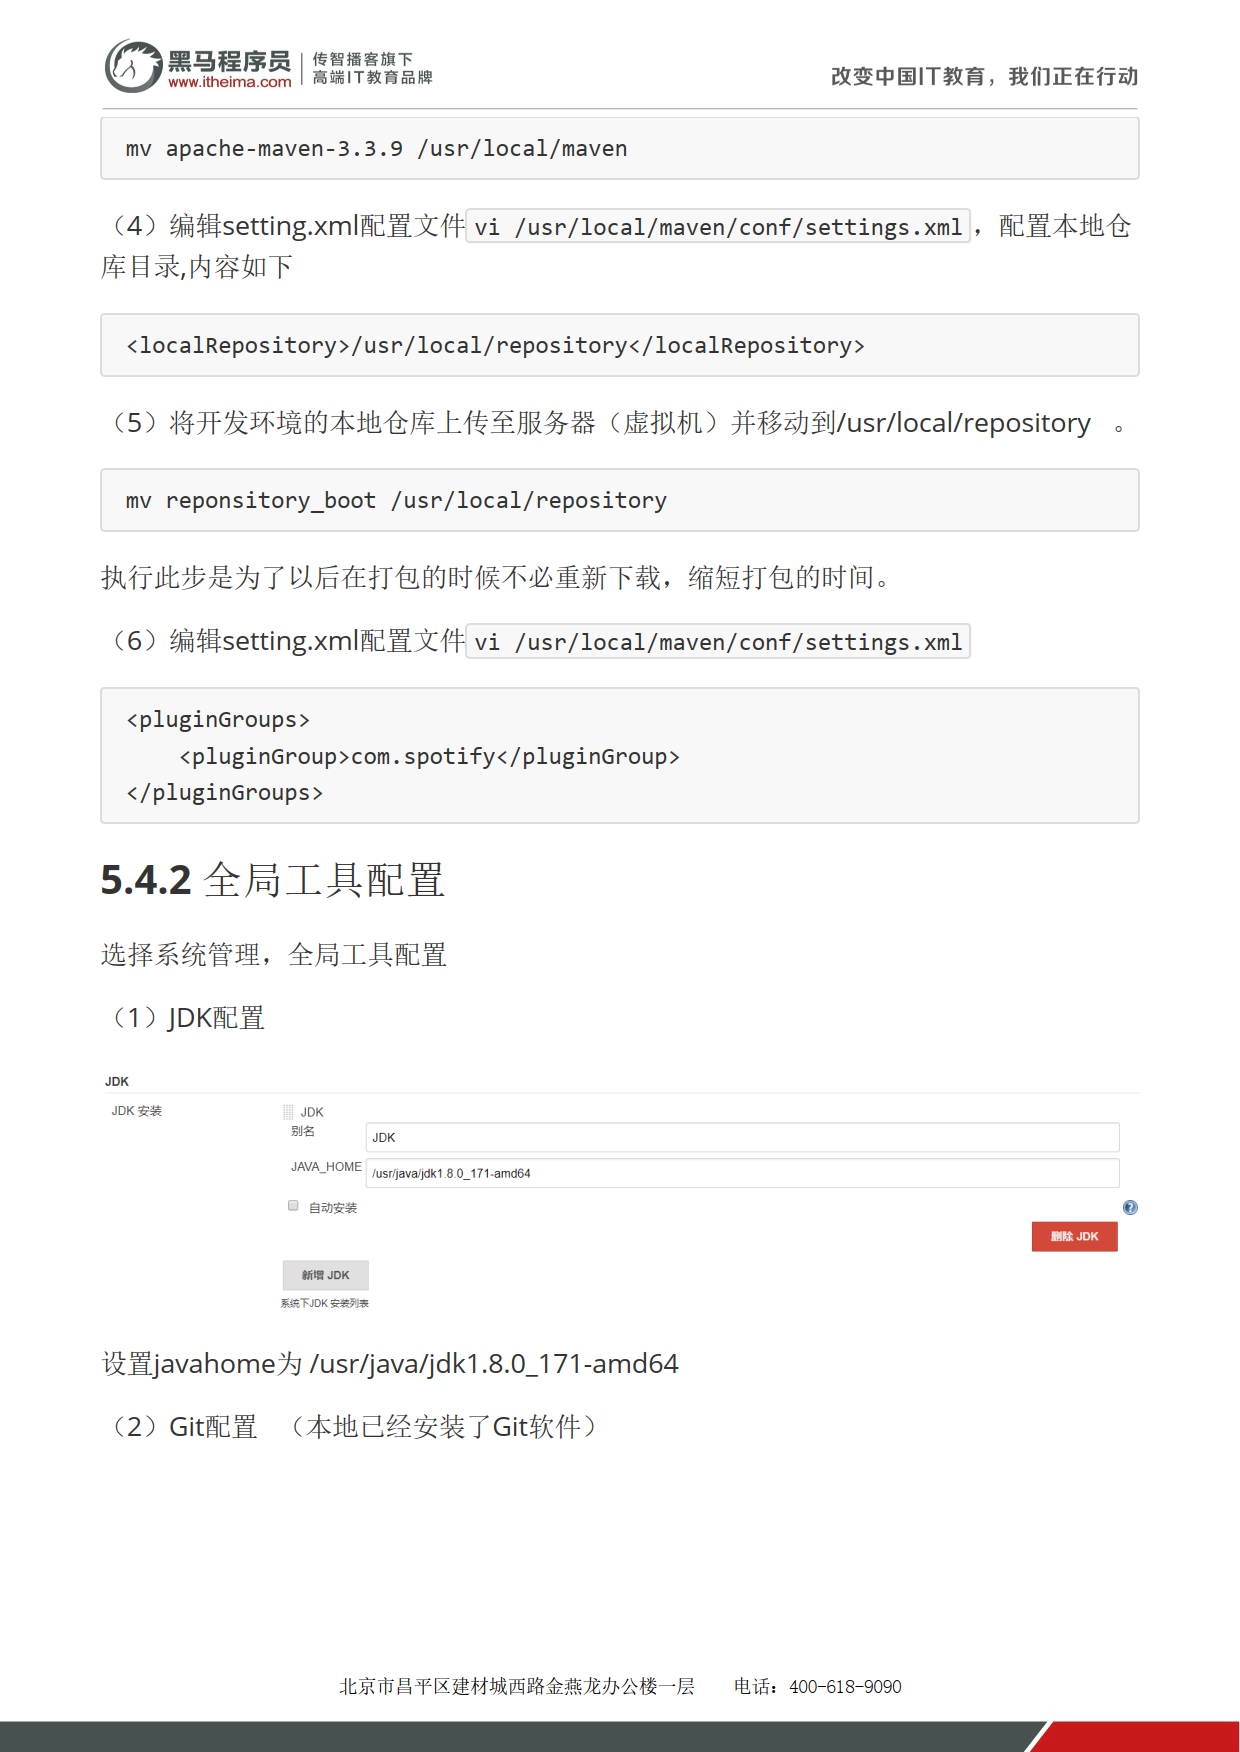 黑马程序员
www.itheima.com
传智播客旗下
高端IT教育品牌
改变中国IT教育，我们正在行动
mv apache-maven-3.3.9 /usr/local/maven
（4）编辑setting.xml配置文件 vi /usr/local/maven/conf/settings.xml ，配置本地仓
库目录,内容如下
<localRepository>/usr/local/repository</localRepository>
（5）将开发环境的本地仓库上传至服务器（虚拟机）并移动到/usr/local/repository 。
mv reponsitory_boot /usr/local/repository
执行此步是为了以后在打包的时候不必重新下载，缩短打包的时间。
（6）编辑setting.xml配置文件 vi /usr/local/maven/conf/settings.xml
<pluginGroups>
    <pluginGroup>com.spotify</pluginGroup>
</pluginGroups>
5.4.2 全局工具配置
选择系统管理，全局工具配置
（1）JDK配置
JDK
JDK 安装
JDK
别名
JDK
JAVA_HOME
/usr/java/jdk1.8.0_171-amd64
自动安装
?
删除 JDK
新增 JDK
系统下JDK 安装列表
设置javahome为 /usr/java/jdk1.8.0_171-amd64
（2）Git配置 （本地已经安装了Git软件）
北京市昌平区建材城西路金燕龙办公楼一层 电话：400-618-9090